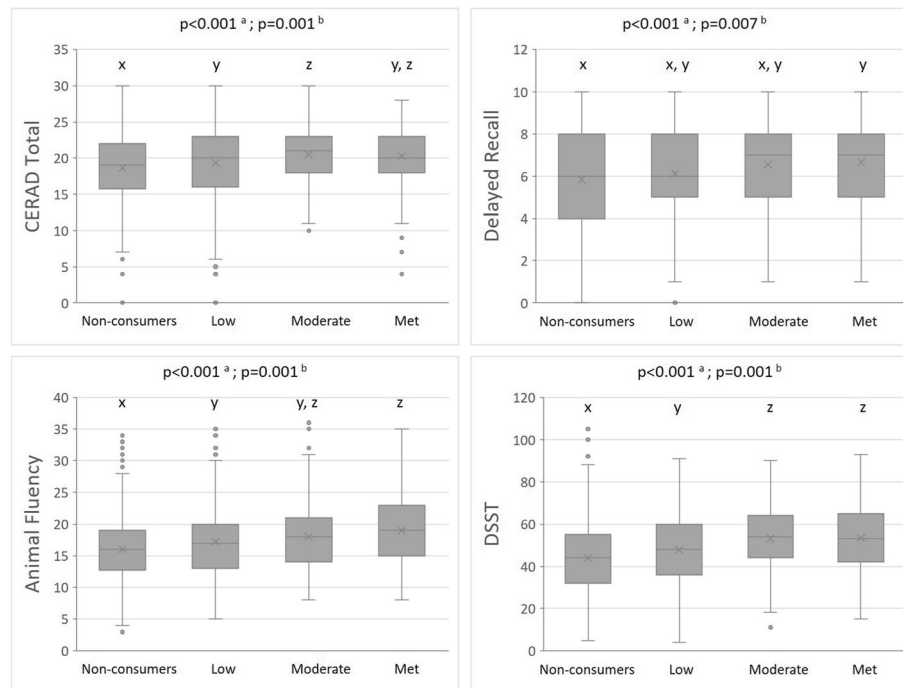 p<0.001 ᵃ ; p=0.001 ᵇ
35
30
25
20
15
10
5
0
CERAD Total
x y z y, z
Non-consumers Low Moderate Met
p<0.001 ᵃ ; p=0.007 ᵇ
12
10
8
6
4
2
0
Delayed Recall
x x, y x, y y
Non-consumers Low Moderate Met
p<0.001 ᵃ ; p=0.001 ᵇ
40
35
30
25
20
15
10
5
0
Animal Fluency
x y y, z z
Non-consumers Low Moderate Met
p<0.001 ᵃ ; p=0.001 ᵇ
120
100
80
60
40
20
0
DSST
x y z z
Non-consumers Low Moderate Met